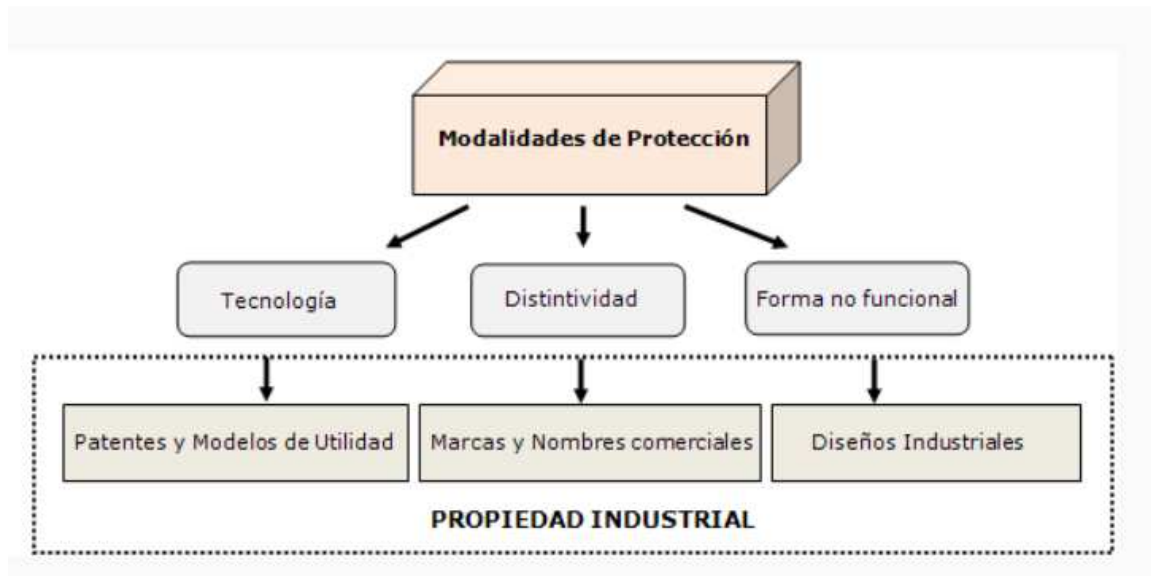 Modalidades de Protección
Tecnología
Distintividad
Forma no funcional
Patentes y Modelos de Utilidad
Marcas y Nombres comerciales
Diseños Industriales
PROPIEDAD INDUSTRIAL